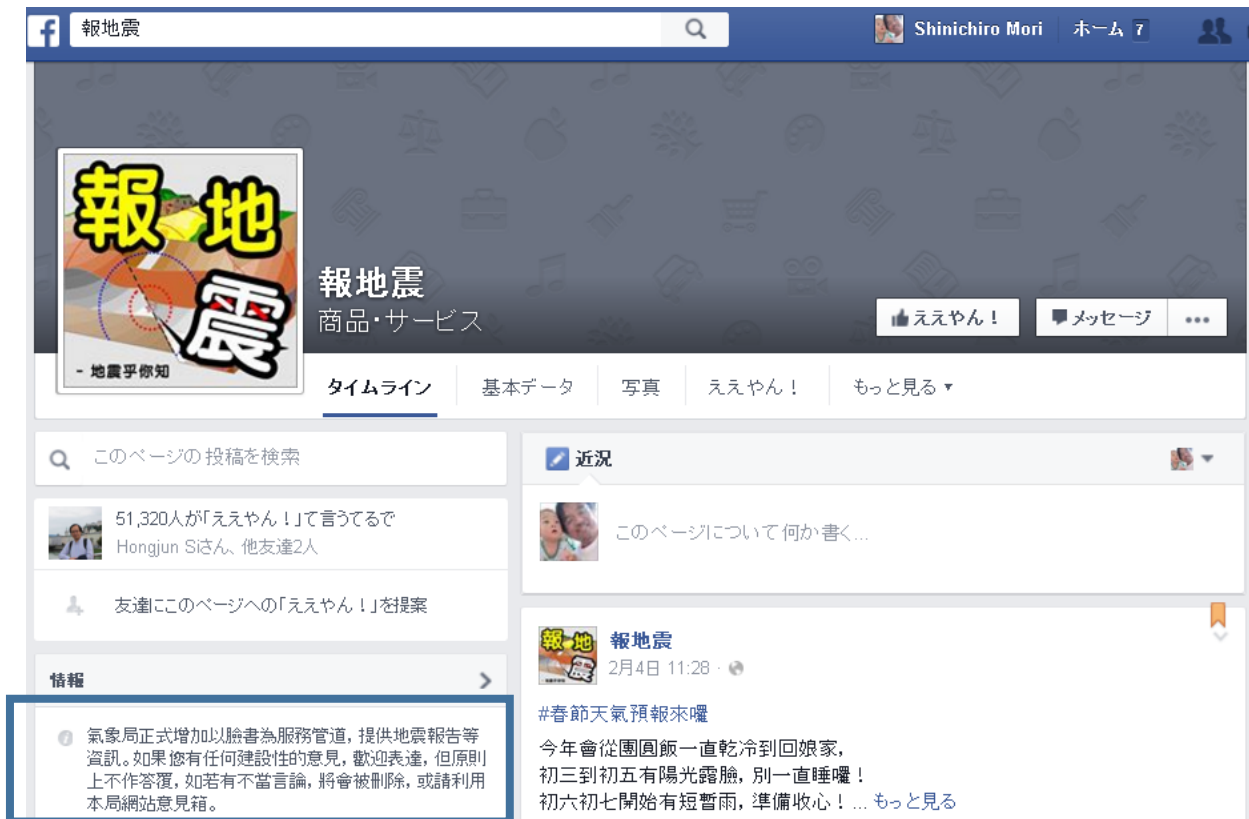 報地震
Shinichiro Mori ホーム 7
報地震
- 地震乎你知
報地震
商品・サービス
ええやん！ メッセージ ...
タイムライン 基本データ 写真 ええやん！ もっと見る
このページの投稿を検索
51,320人が「ええやん！」て言うてるで
Hongjun Siさん、他友達2人
友達にこのページへの「ええやん！」を提案
情報
氣象局正式增加以臉書為服務管道，提供地震報告等
資訊。如果您有任何建設性的意見，歡迎表達，但原則
上不作答覆，如若有不當言論，將會被刪除，或請利用
本局網站意見箱。
近況
このページについて何か書く...
報地震
報地震
2月4日 11:28
#春節天氣預報來囉
今年會從團圓飯一直乾冷到回娘家，
初三到初五有陽光露臉，別一直睡囉！
初六初七開始有短暫雨，準備收心！... もっと見る